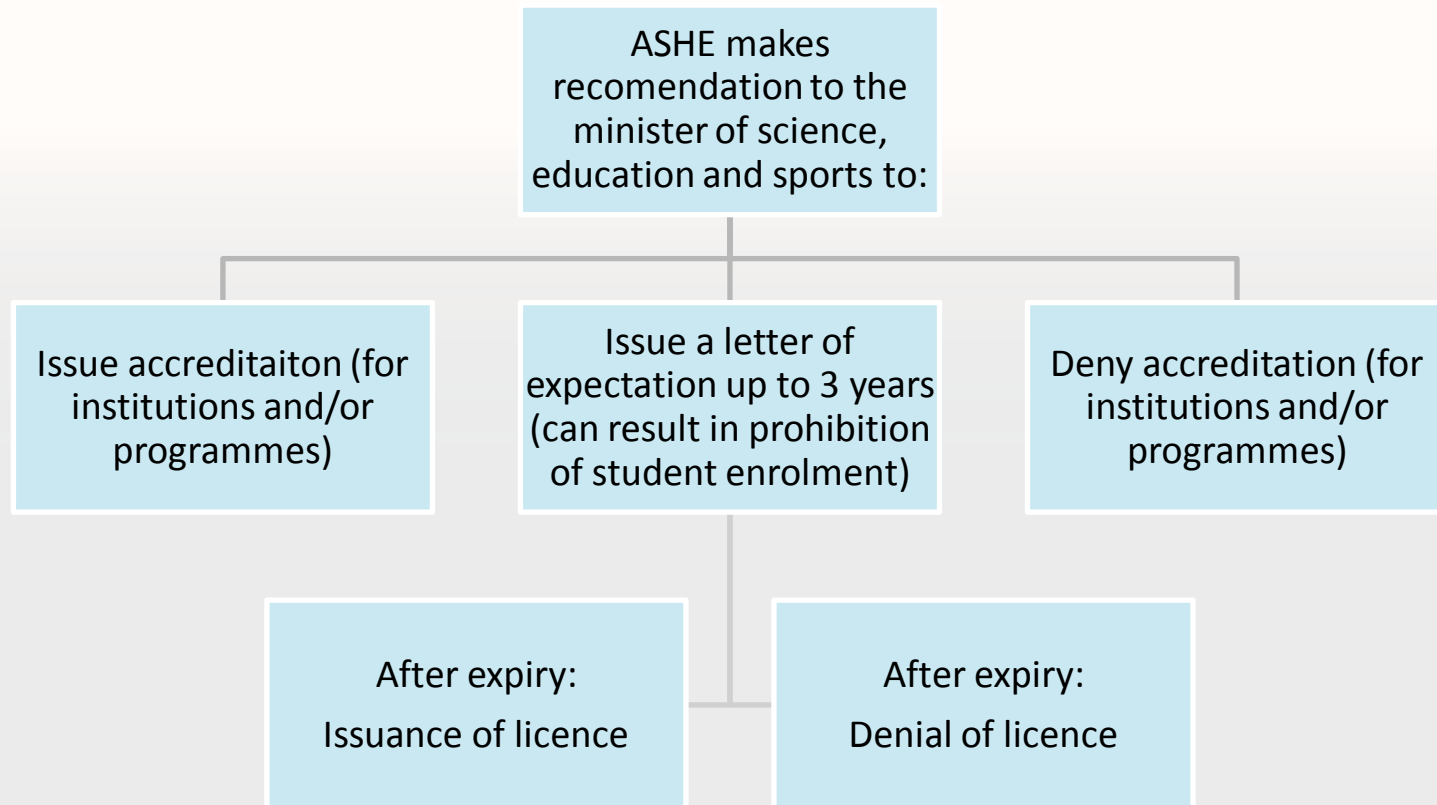 ASHE makes
recomendation to the
minister of science,
education and sports to:
Issue accreditaiton (for
institutions and/or
programmes)
Issue a letter of
expectation up to 3 years
(can result in prohibition
of student enrolment)
Deny accreditation (for
institutions and/or
programmes)
After expiry:
Issuance of licence
After expiry:
Denial of licence